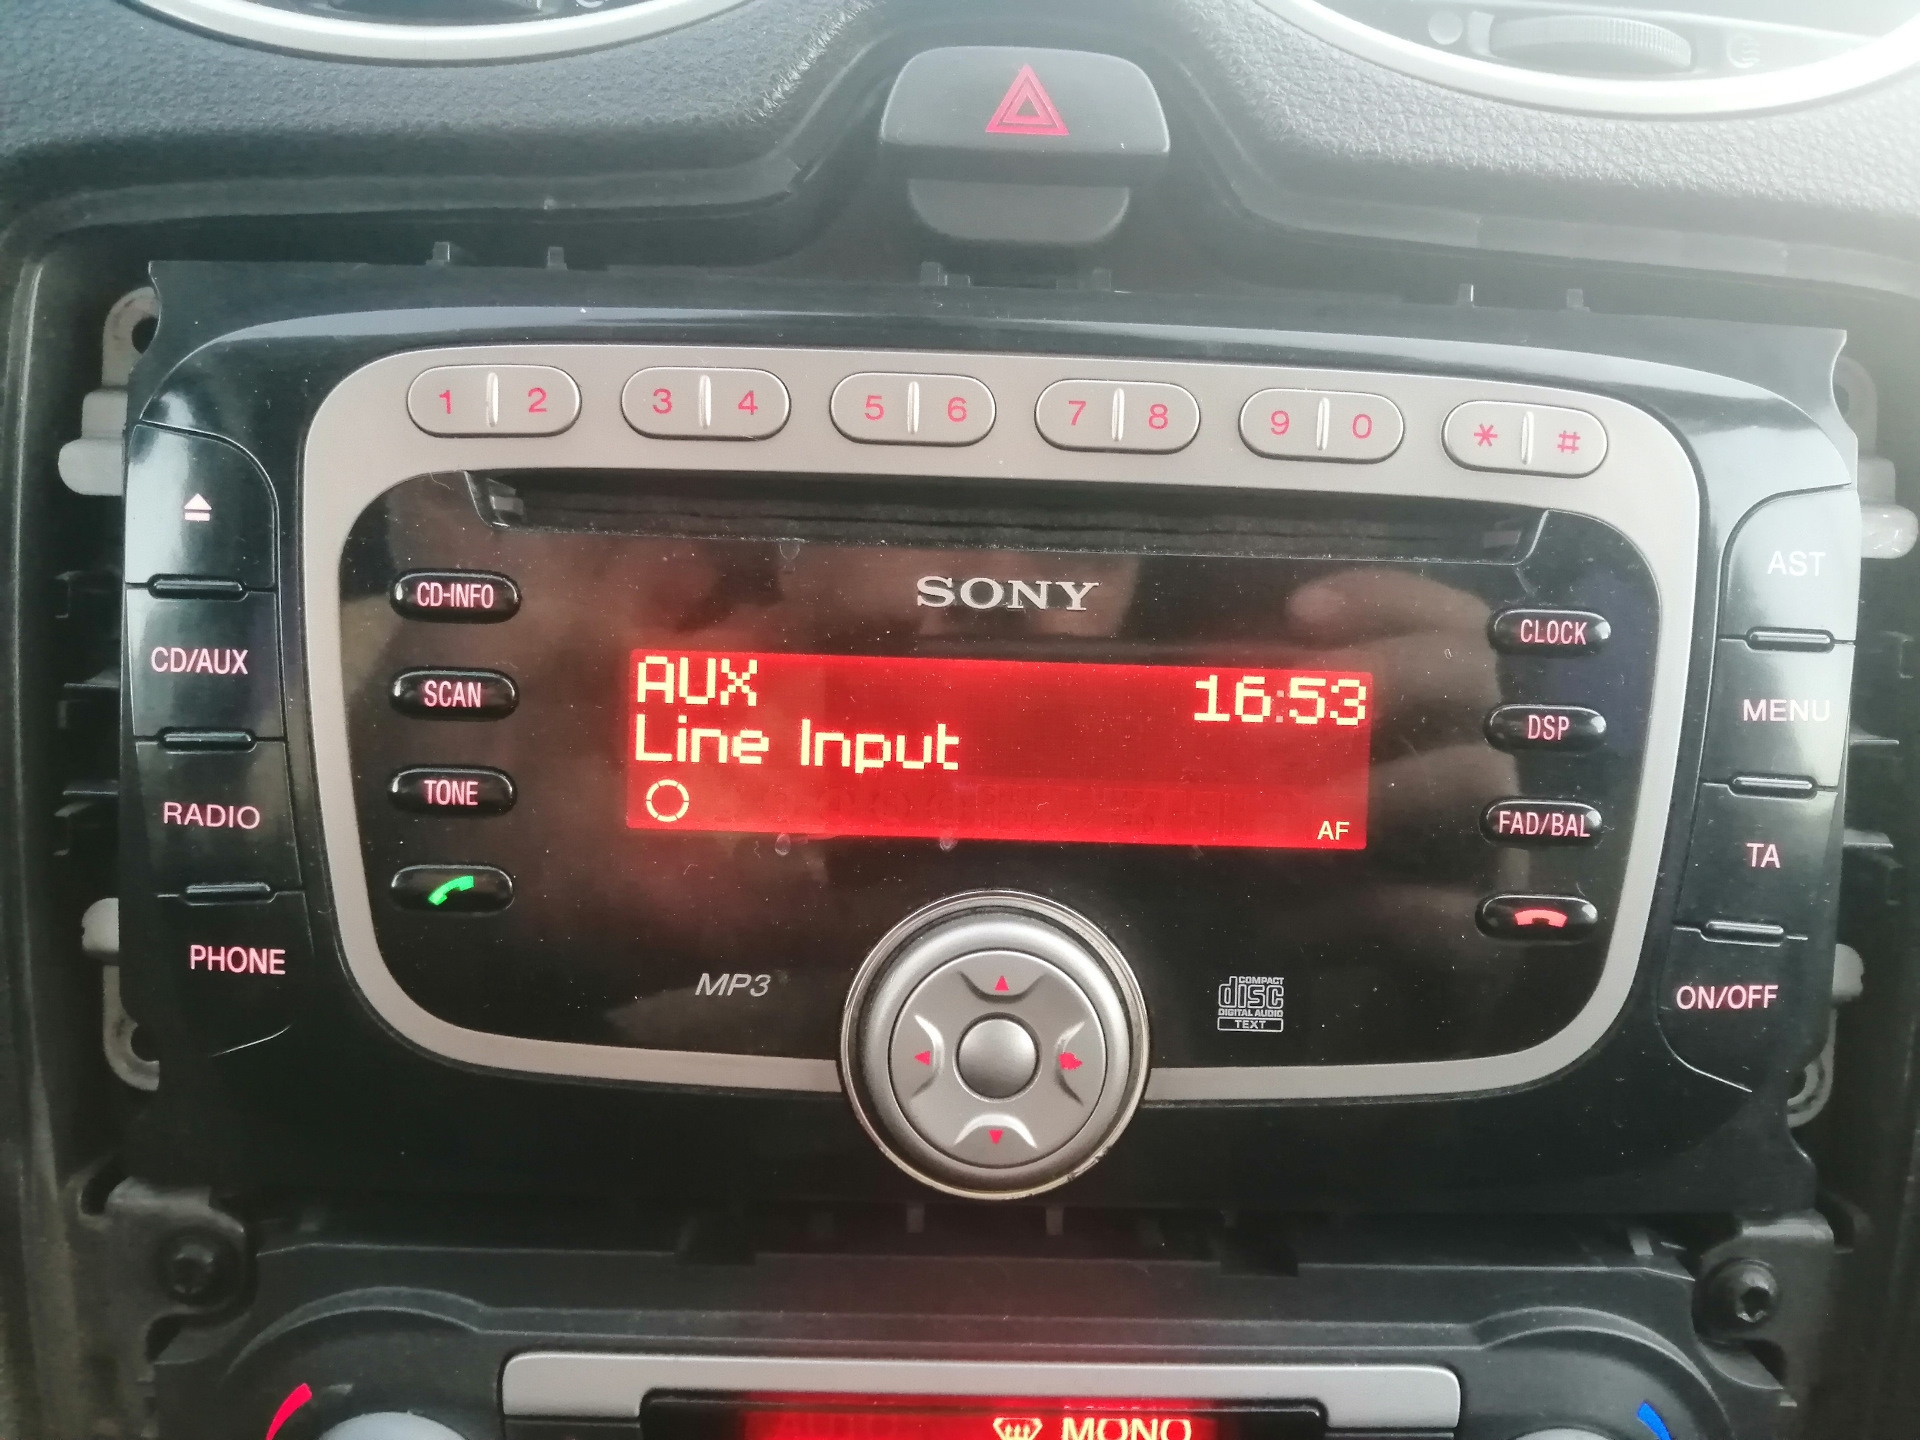 1 2 3 4 5 6 7 8 9 0 * #
SONY
CD-INFO
SCAN
TONE
CD/AUX
RADIO
PHONE
AUX 16:53
Line Input
AF
CLOCK
DSP
FAD/BAL
AST
MENU
TA
ON/OFF
MP3
COMPACT
disc
DIGITAL AUDIO
TEXT
MONO